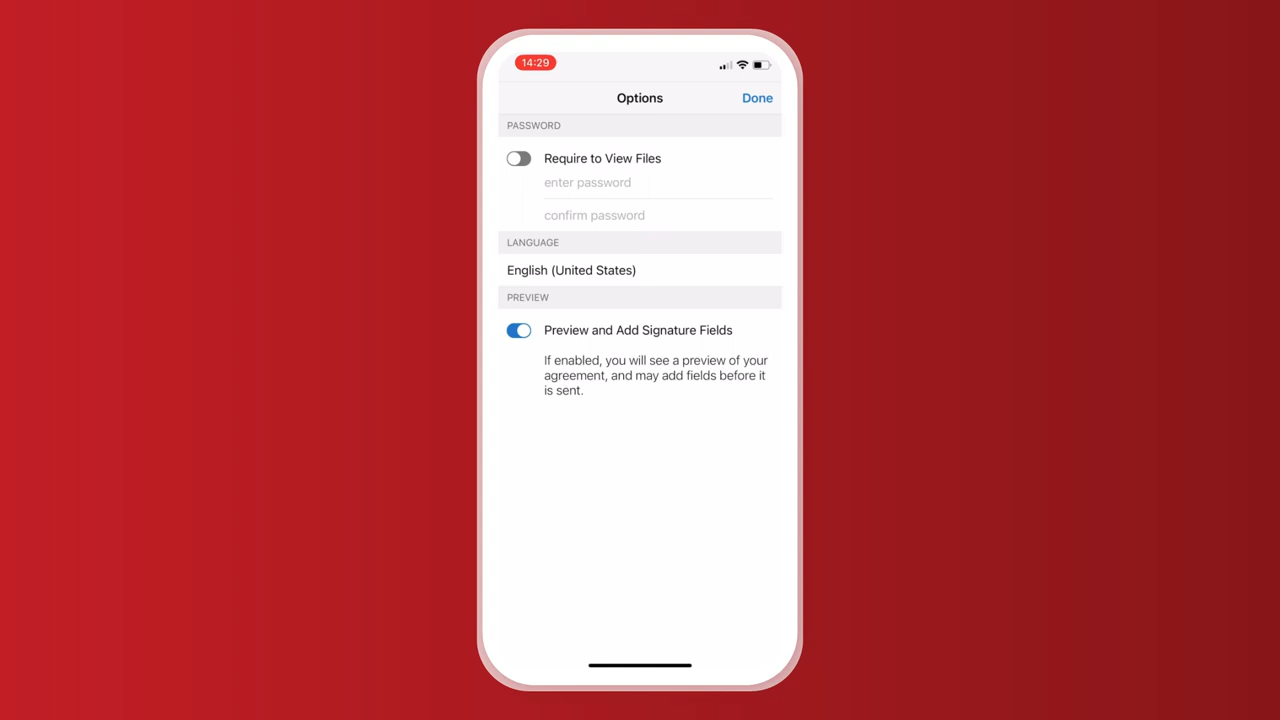 14:29
Options
Done
PASSWORD
Require to View Files
enter password
confirm password
LANGUAGE
English (United States)
PREVIEW
Preview and Add Signature Fields
If enabled, you will see a preview of your
agreement, and may add fields before it
is sent.